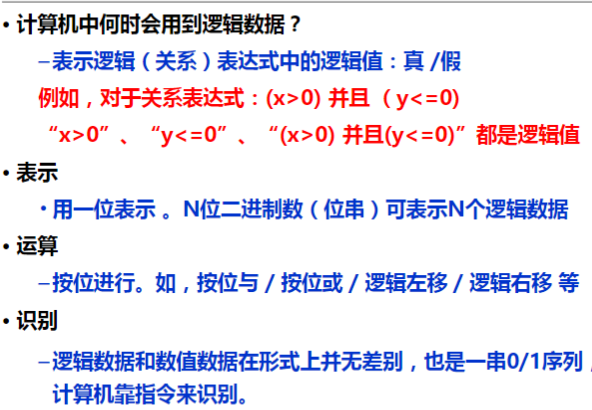 • 计算机中何时会用到逻辑数据？
–表示逻辑（关系）表达式中的逻辑值：真 /假
例如，对于关系表达式：(x>0) 并且 （ y<=0)
“x>0”、“y<=0”、“(x>0) 并且(y<=0)”都是逻辑值
• 表示
• 用一位表示 。N位二进制数（位串）可表示N个逻辑数据
• 运算
–按位进行。如，按位与 / 按位或 / 逻辑左移 / 逻辑右移 等
• 识别
–逻辑数据和数值数据在形式上并无差别，也是一串0/1序列，
计算机靠指令来识别。